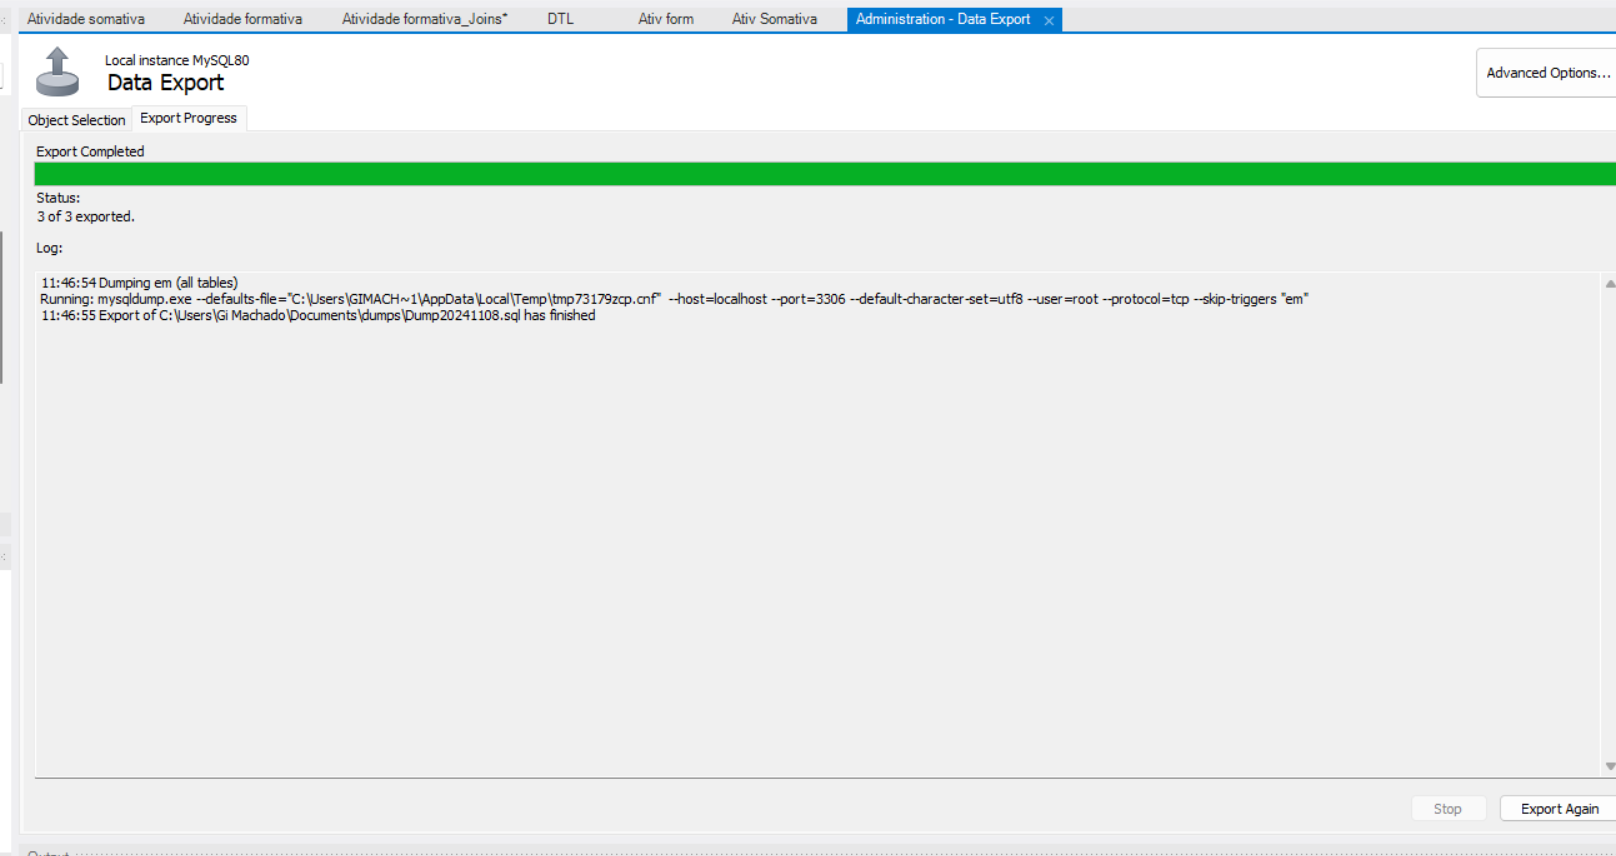 Atividade somativa Atividade formativa Atividade formativa_Joins* DTL Ativ form Ativ Somativa Administration - Data Export
Local instance MySQL80
Data Export
Advanced Options...
Object Selection Export Progress
Export Completed
Status:
3 of 3 exported.
Log:
11:46:54 Dumping em (all tables)
Running: mysqldump.exe --defaults-file="C:\Users\GIMACH~1\AppData\Local\Temp\tmp73179zcp.cnf"  --host=localhost --port=3306 --default-character-set=utf8 --user=root --protocol=tcp --skip-triggers "em"
11:46:55 Export of C:\Users\Gi Machado\Documents\dumps\Dump20241108.sql has finished
Stop Export Again